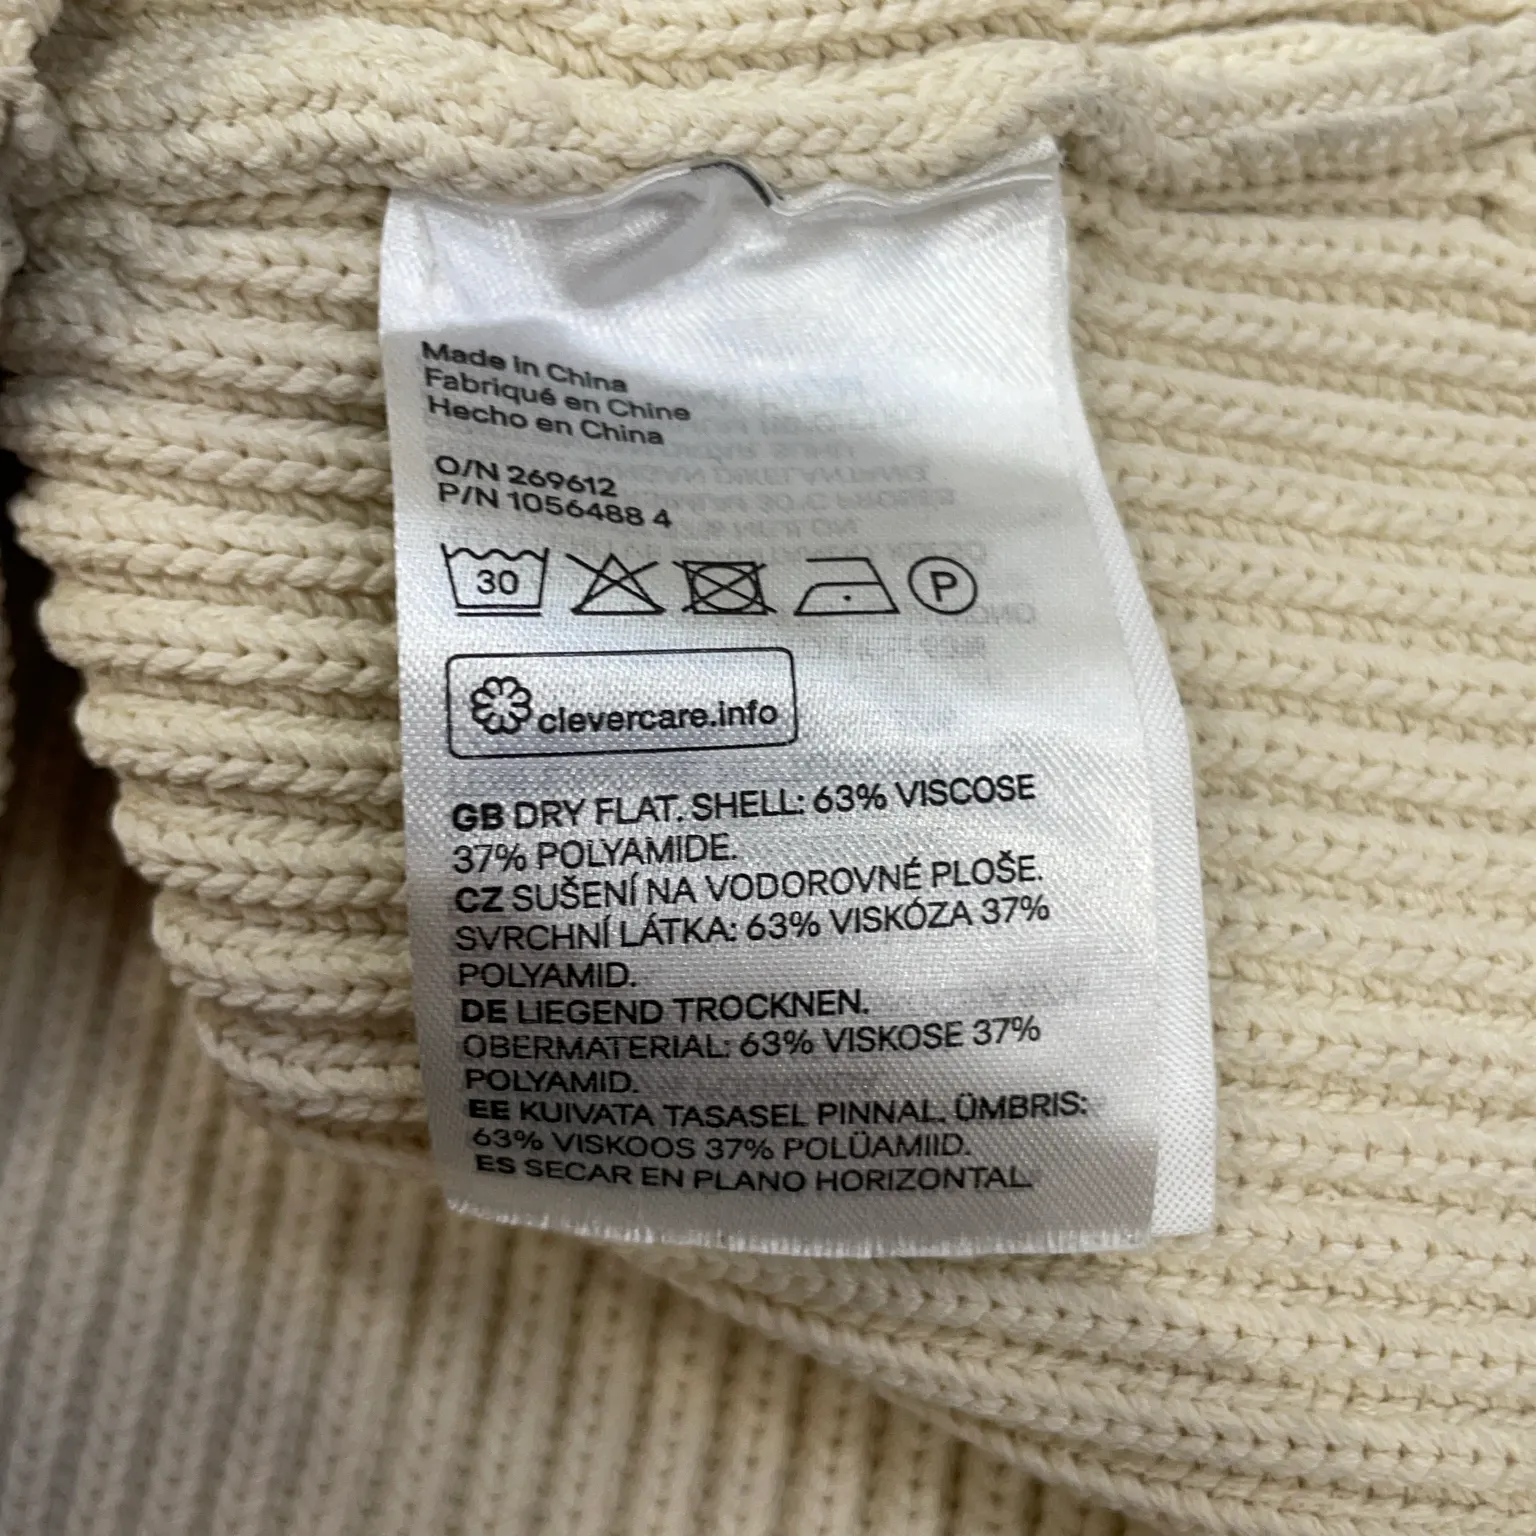 Made in China
Fabriqué en Chine
Hecho en China
O/N 269612
P/N 1056488 4
30
P
clevercare.info
GB DRY FLAT. SHELL: 63% VISCOSE
37% POLYAMIDE.
CZ SUŠENÍ NA VODOROVNÉ PLOŠE.
SVRCHNÍ LÁTKA: 63% VISKÓZA 37%
POLYAMID.
DE LIEGEND TROCKNEN.
OBERMATERIAL: 63% VISKOSE 37%
POLYAMID.
EE KUIVATA TASASEL PINNAL. ÜMBRIS:
63% VISKOOS 37% POLÜAMIID.
ES SECAR EN PLANO HORIZONTAL.